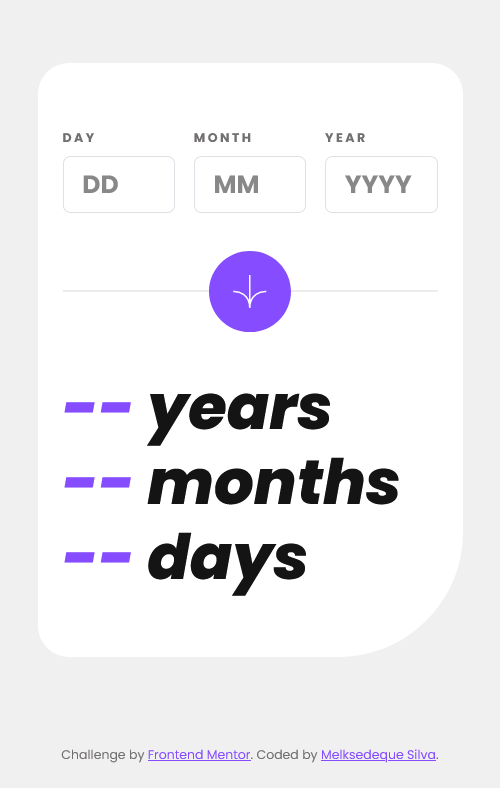 DAY MONTH YEAR
DD MM YYYY
-- years
-- months
-- days
Challenge by Frontend Mentor. Coded by Melksedeque Silva.